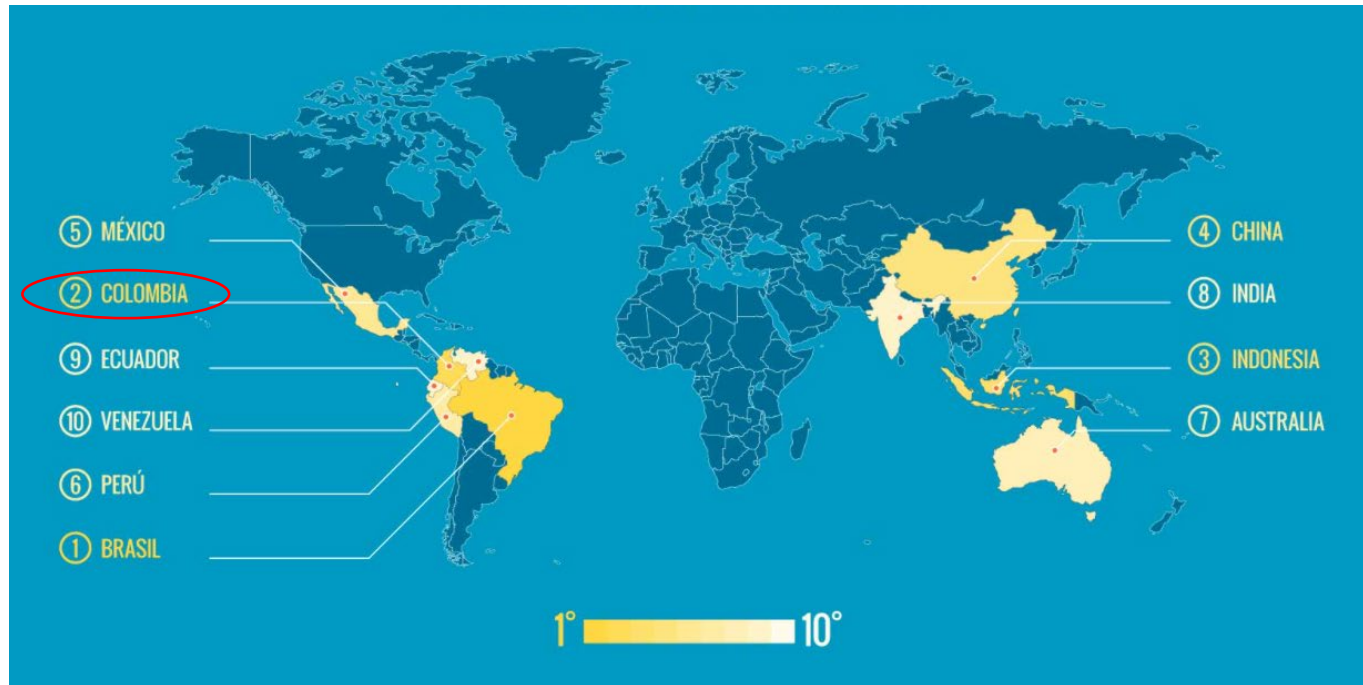 ⑤ MÉXICO
② COLOMBIA
⑨ ECUADOR
⑩ VENEZUELA
⑥ PERÚ
① BRASIL
④ CHINA
⑧ INDIA
③ INDONESIA
⑦ AUSTRALIA
1° 10°